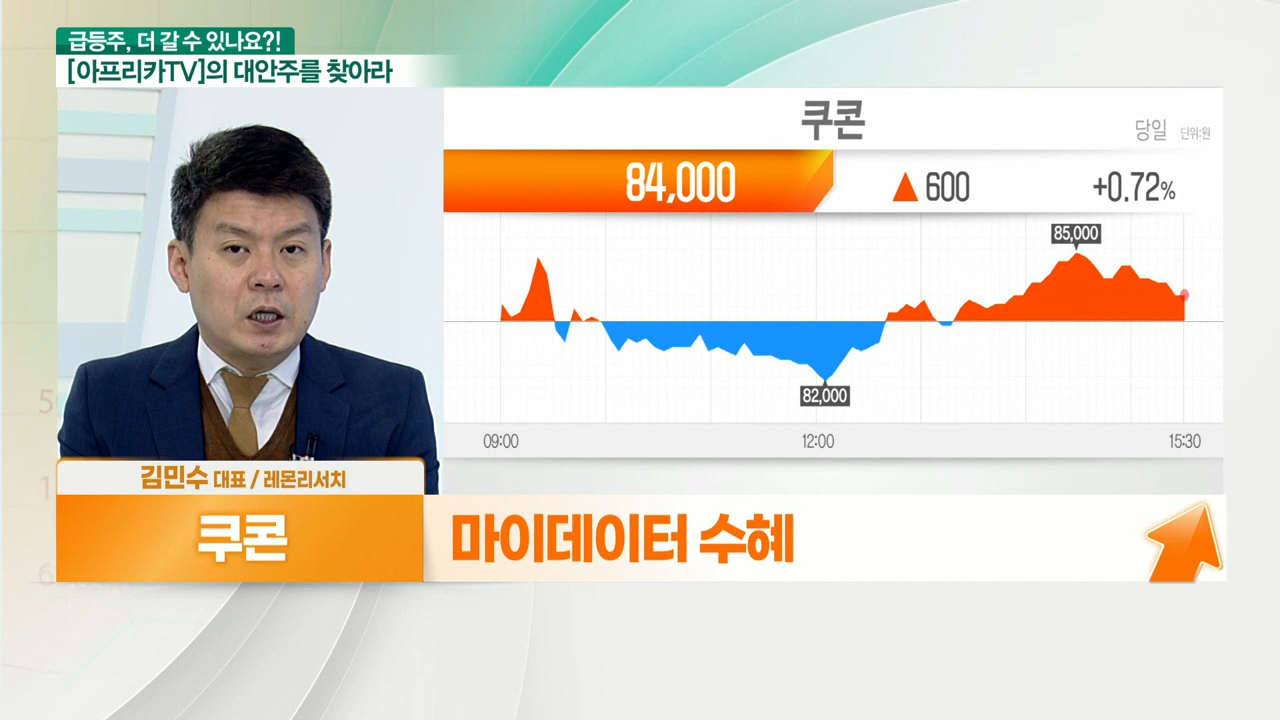 급등주, 더 갈 수 있나요?!
[아프리카TV]의 대안주를 찾아라
쿠콘
당일 단위:원
84,000 ▲ 600 +0.72%
85,000
82,000
09:00 12:00 15:30
김민수 대표 / 레몬리서치
쿠콘 마이데이터 수혜